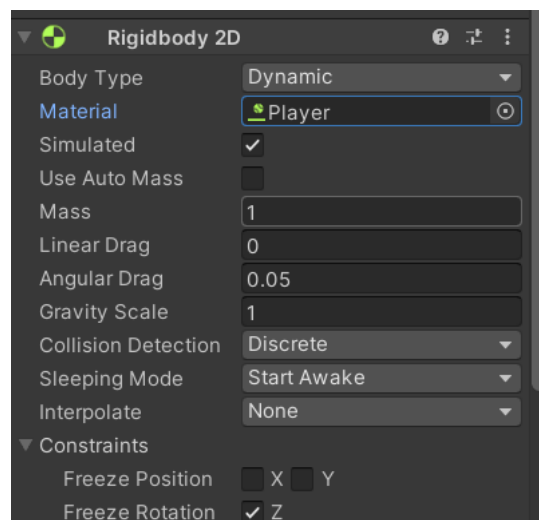 Rigidbody 2D
Body Type Dynamic
Material Player
Simulated
Use Auto Mass
Mass 1
Linear Drag 0
Angular Drag 0.05
Gravity Scale 1
Collision Detection Discrete
Sleeping Mode Start Awake
Interpolate None
Constraints
Freeze Position X Y
Freeze Rotation Z